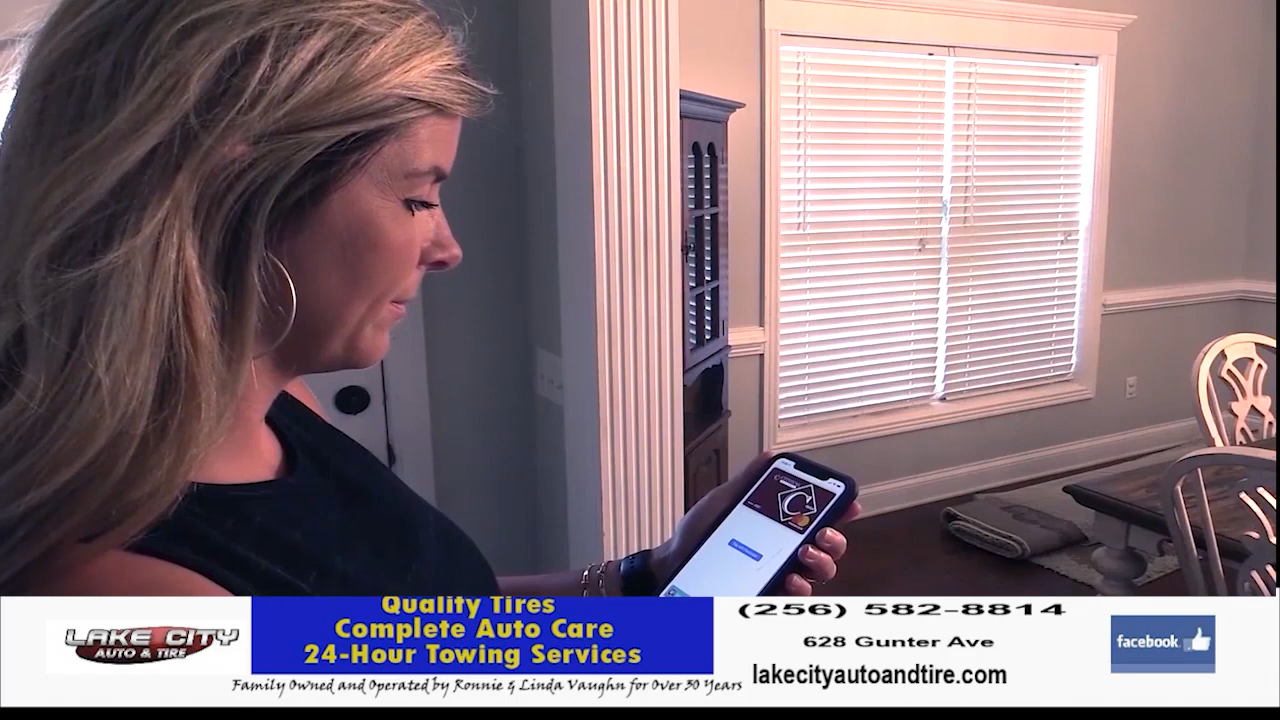 C
LAKE CITY
AUTO & TIRE
Quality Tires
Complete Auto Care
24-Hour Towing Services
Family Owned and Operated by Ronnie & Linda Vaughn for Over 30 Years
(256) 582-8814
628 Gunter Ave
lakecityautoandtire.com
facebook